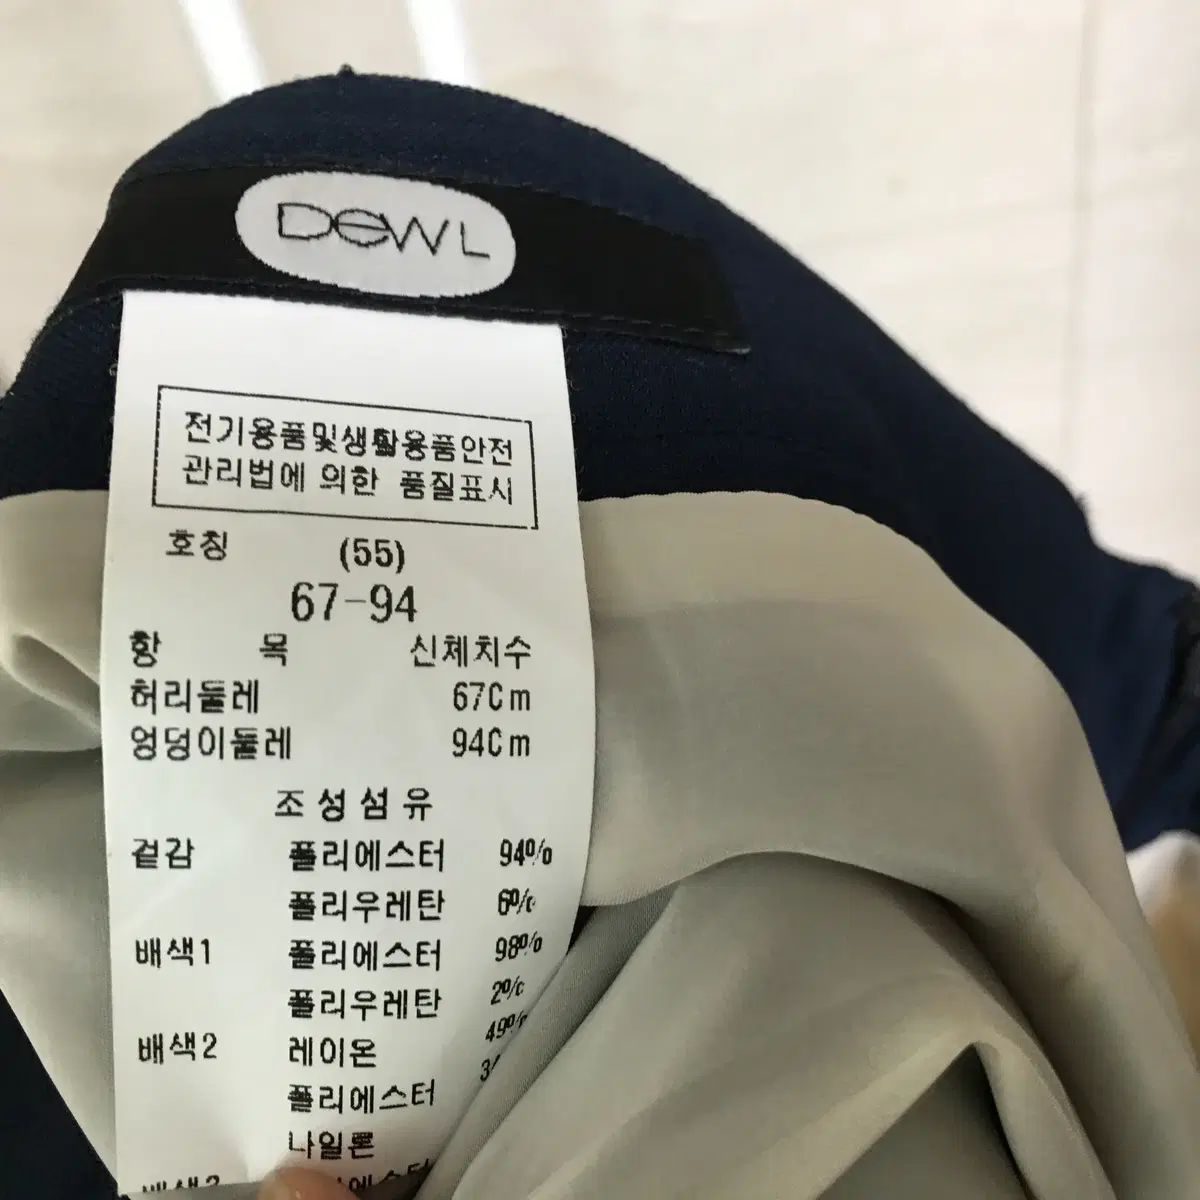 DEWL
전기용품및생활용품안전
관리법에 의한 품질표시
호칭 (55)
67-94
항 목 신체치수
허리둘레 67Cm
엉덩이둘레 94Cm
조성섬유
겉감 폴리에스터 94%
폴리우레탄 6%
배색1 폴리에스터 98%
폴리우레탄 2%
배색2 레이온 49%
폴리에스터
나일론